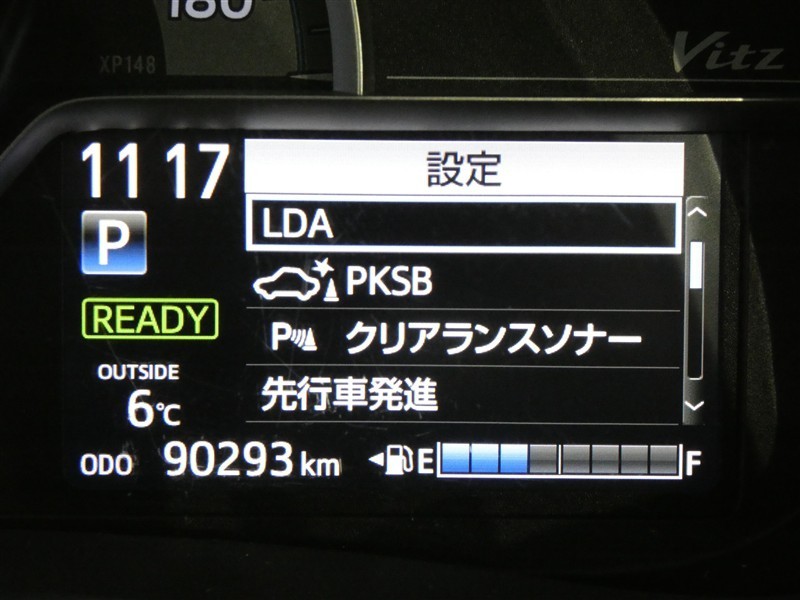 180
XP148
Vitz
11 17
設定
P
LDA
PKSB
READY
P クリアランスソナー
OUTSIDE
6℃
先行車発進
ODO 90293 km
E F